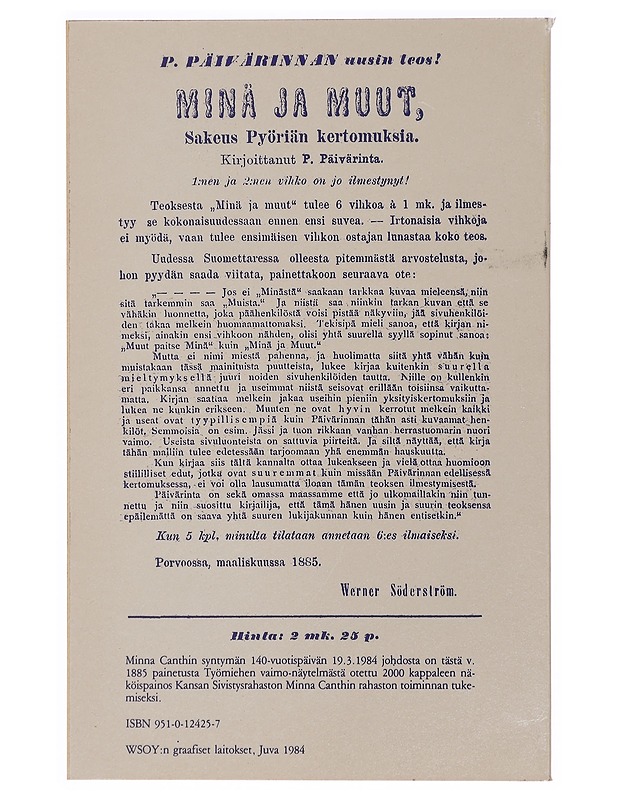 P. PÄIVÄRINNAN uusin teos!
MINÄ JA MUUT,
Sakeus Pyöriän kertomuksia.
Kirjoittanut P. Päivärinta.
1:nen ja 2:nen vihko on jo ilmestynyt!
Teoksesta „Minä ja muut“ tulee 6 vihkoa à 1 mk. ja ilmes-
tyy se kokonaisuudessaan ennen ensi suvea. — Irtonaisia vihkoja
ei myödä, vaan tulee ensimäisen vihkon ostajan lunastaa koko teos.
Uudessa Suomettaressa olleesta pitemmästä arvostelusta, jo-
hon pyydän saada viitata, painettakoon seuraava ote:
„— — — — Jos ei „Minästä“ saakaan tarkkaa kuvaa mieleensä, niin
sitä tarkemmin saa „Muista.“ Ja niistä saa niinkin tarkan kuvan että se
vähäkin luonnetta, joka päähenkilöstä voisi pistää näkyviin, jää sivuhenkilöi-
den takaa melkein huomaamattomaksi. Tekisipä mieli sanoa, että kirjan ni-
meksi, ainakin ensi vihkoon nähden, olisi yhtä suurella syyllä sopinut sanoa:
„Muut paitse Minä“ kuin „Minä ja Muut.“
Mutta ei nimi miestä pahenna, ja huolimatta siitä yhtä vähän kuin
muistakaan tässä mainituista puutteista, lukee kirjaa kuitenkin suurella
mieltymyksellä juuri noiden sivuhenkilöiden tautta. Niille on kullenkin
eri paikkansa annettu ja useimmat niistä seisovat erillään toisiinsa vaikutta-
matta. Kirjan saattaa melkein jakaa useihin pieniin yksityiskertomuksiin ja
lukea ne kunkin erikseen. Muuten ne ovat hyvin kerrotut melkein kaikki
ja useat ovat tyypillisempiä kuin Päivärinnan tähän asti kuvaamat hen-
kilöt, Semmoisia on esim. Jässi ja tuon rikkaan vanhan herrastuomarin nuori
vaimo. Useista sivuluonteista on sattuvia piirteitä. Ja siltä näyttää, että kirja
tähän malliin tulee edetessään tarjoomaan yhä enemmän hauskuutta.
Kun kirjaa siis tältä kannalta ottaa lukeakseen ja vielä ottaa huomioon
stililliset edut, jotka ovat suuremmat kuin missään Päivärinnan edellisessä
kertomuksessa, ei voi olla lausumatta iloaan tämän teoksen ilmestymisestä.
Päivärinta on sekä omassa maassamme että jo ulkomaillakin niin tun-
nettu ja niin suosittu kirjailija, että tämä hänen uusin ja suurin teoksensa
epäilemättä on saava yhtä suuren lukijakunnan kuin hänen entisetkin.“
Kun 5 kpl. minulta tilataan annetaan 6:es ilmaiseksi.
Porvoossa, maaliskuussa 1885.
Werner Söderström.
Hinta: 2 mk. 25 p.
Minna Canthin syntymän 140-vuotispäivän 19.3.1984 johdosta on tästä v.
1885 painetusta Työmiehen vaimo-näytelmästä otettu 2000 kappaleen nä-
köispainos Kansan Sivistysrahaston Minna Canthin rahaston toiminnan tuke-
miseksi.
ISBN 951-0-12425-7
WSOY:n graafiset laitokset, Juva 1984